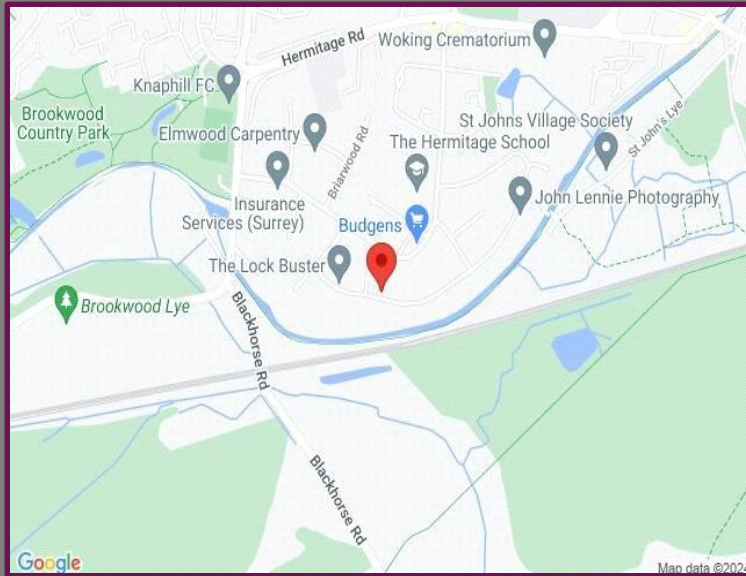 Hermitage Rd
Woking Crematorium
Knaphill FC
Brookwood
Country Park
Elmwood Carpentry
Briarwood Rd
St Johns Village Society
St John's Lye
The Hermitage School
Insurance
Services (Surrey)
John Lennie Photography
Budgens
The Lock Buster
Brookwood Lye
Blackhorse Rd
Blackhorse Rd
Google
Map data ©2024